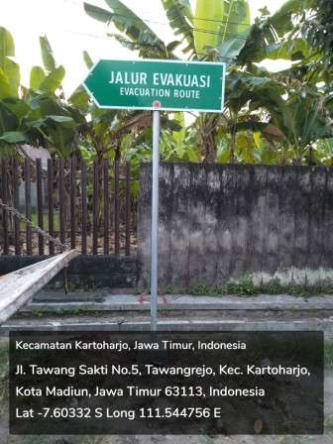 JALUR EVAKUASI
EVACUATION ROUTE
Kecamatan Kartoharjo, Jawa Timur, Indonesia
Jl. Tawang Sakti No.5, Tawangrejo, Kec. Kartoharjo,
Kota Madiun, Jawa Timur 63113, Indonesia
Lat -7.60332 S Long 111.544756 E